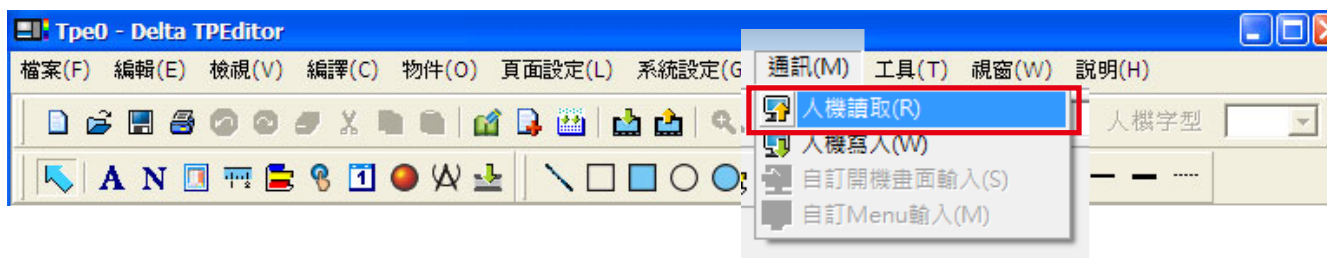 Tpe0 - Delta TPEditor
檔案(F) 編輯(E) 檢視(V) 編譯(C) 物件(O) 頁面設定(L) 系統設定(G 通訊(M) 工具(T) 視窗(W) 說明(H)
人機讀取(R)
人機字型
人機寫入(W)
A N 1
自訂開機畫面輸入(S)
自訂Menu輸入(M)